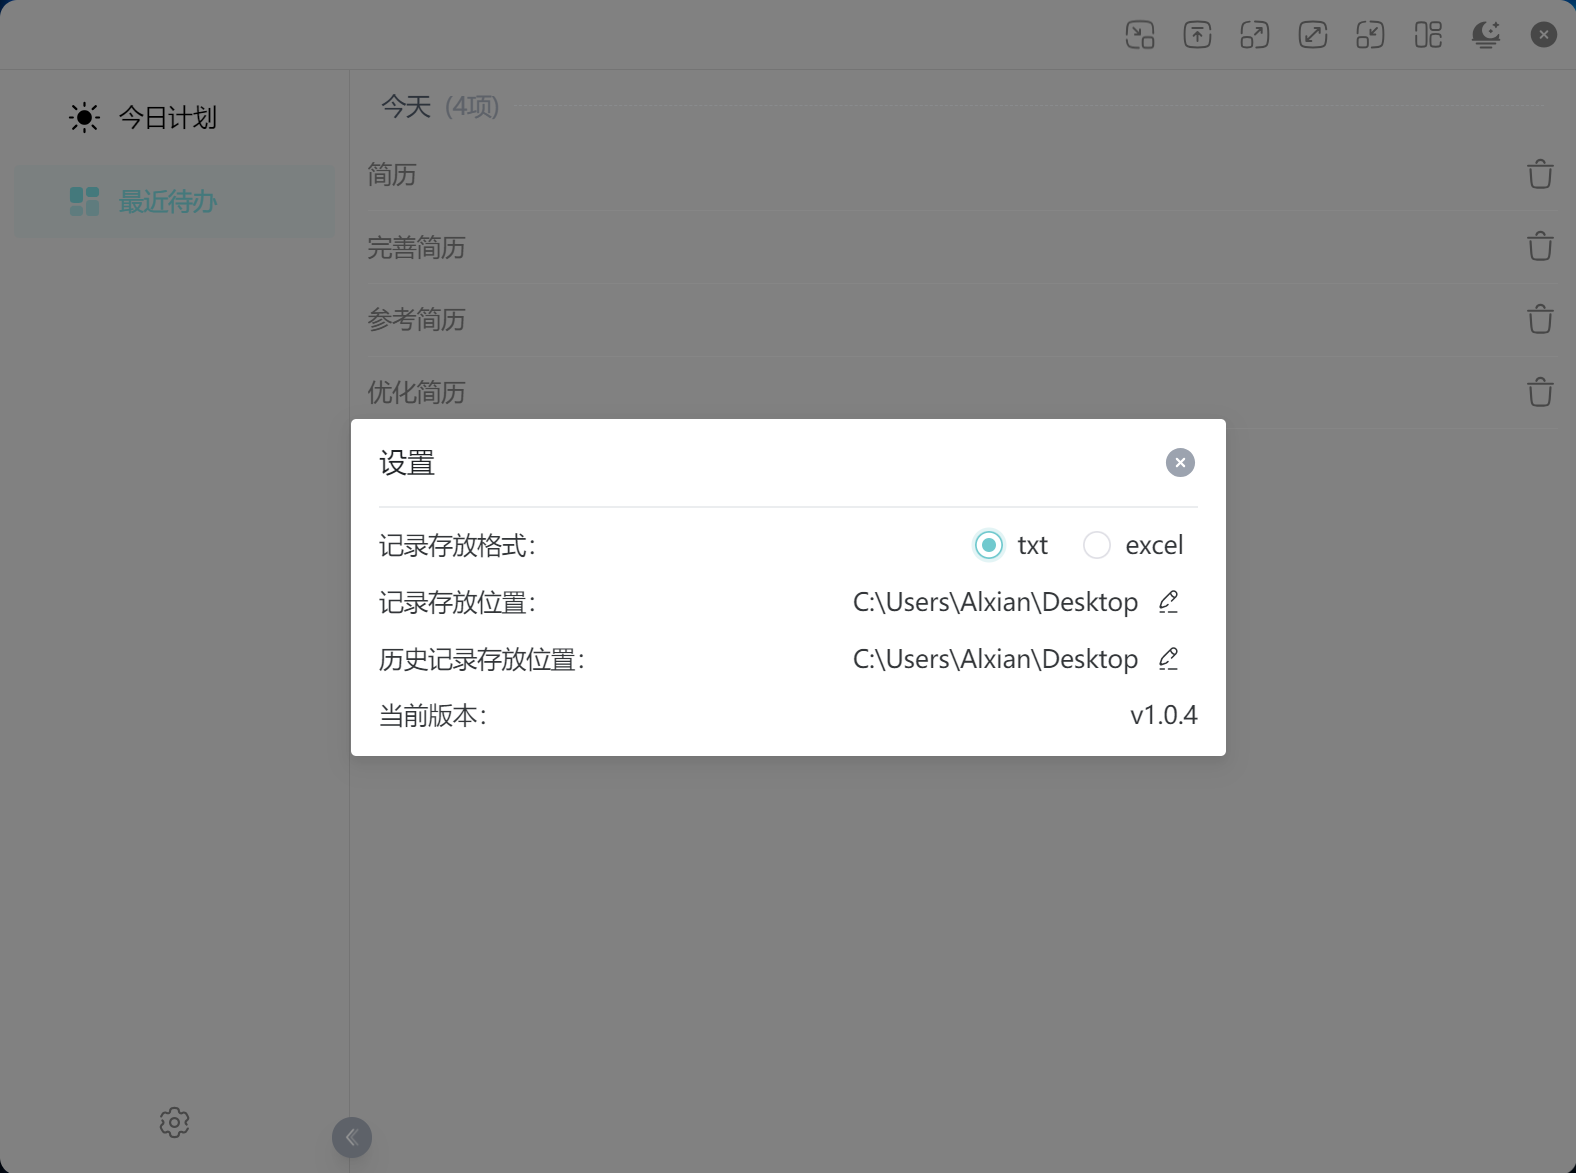 今日计划
最近待办
今天 (4项)
简历
完善简历
参考简历
优化简历
设置
记录存放格式： txt excel
记录存放位置： C:\Users\Alxian\Desktop
历史记录存放位置： C:\Users\Alxian\Desktop
当前版本： v1.0.4